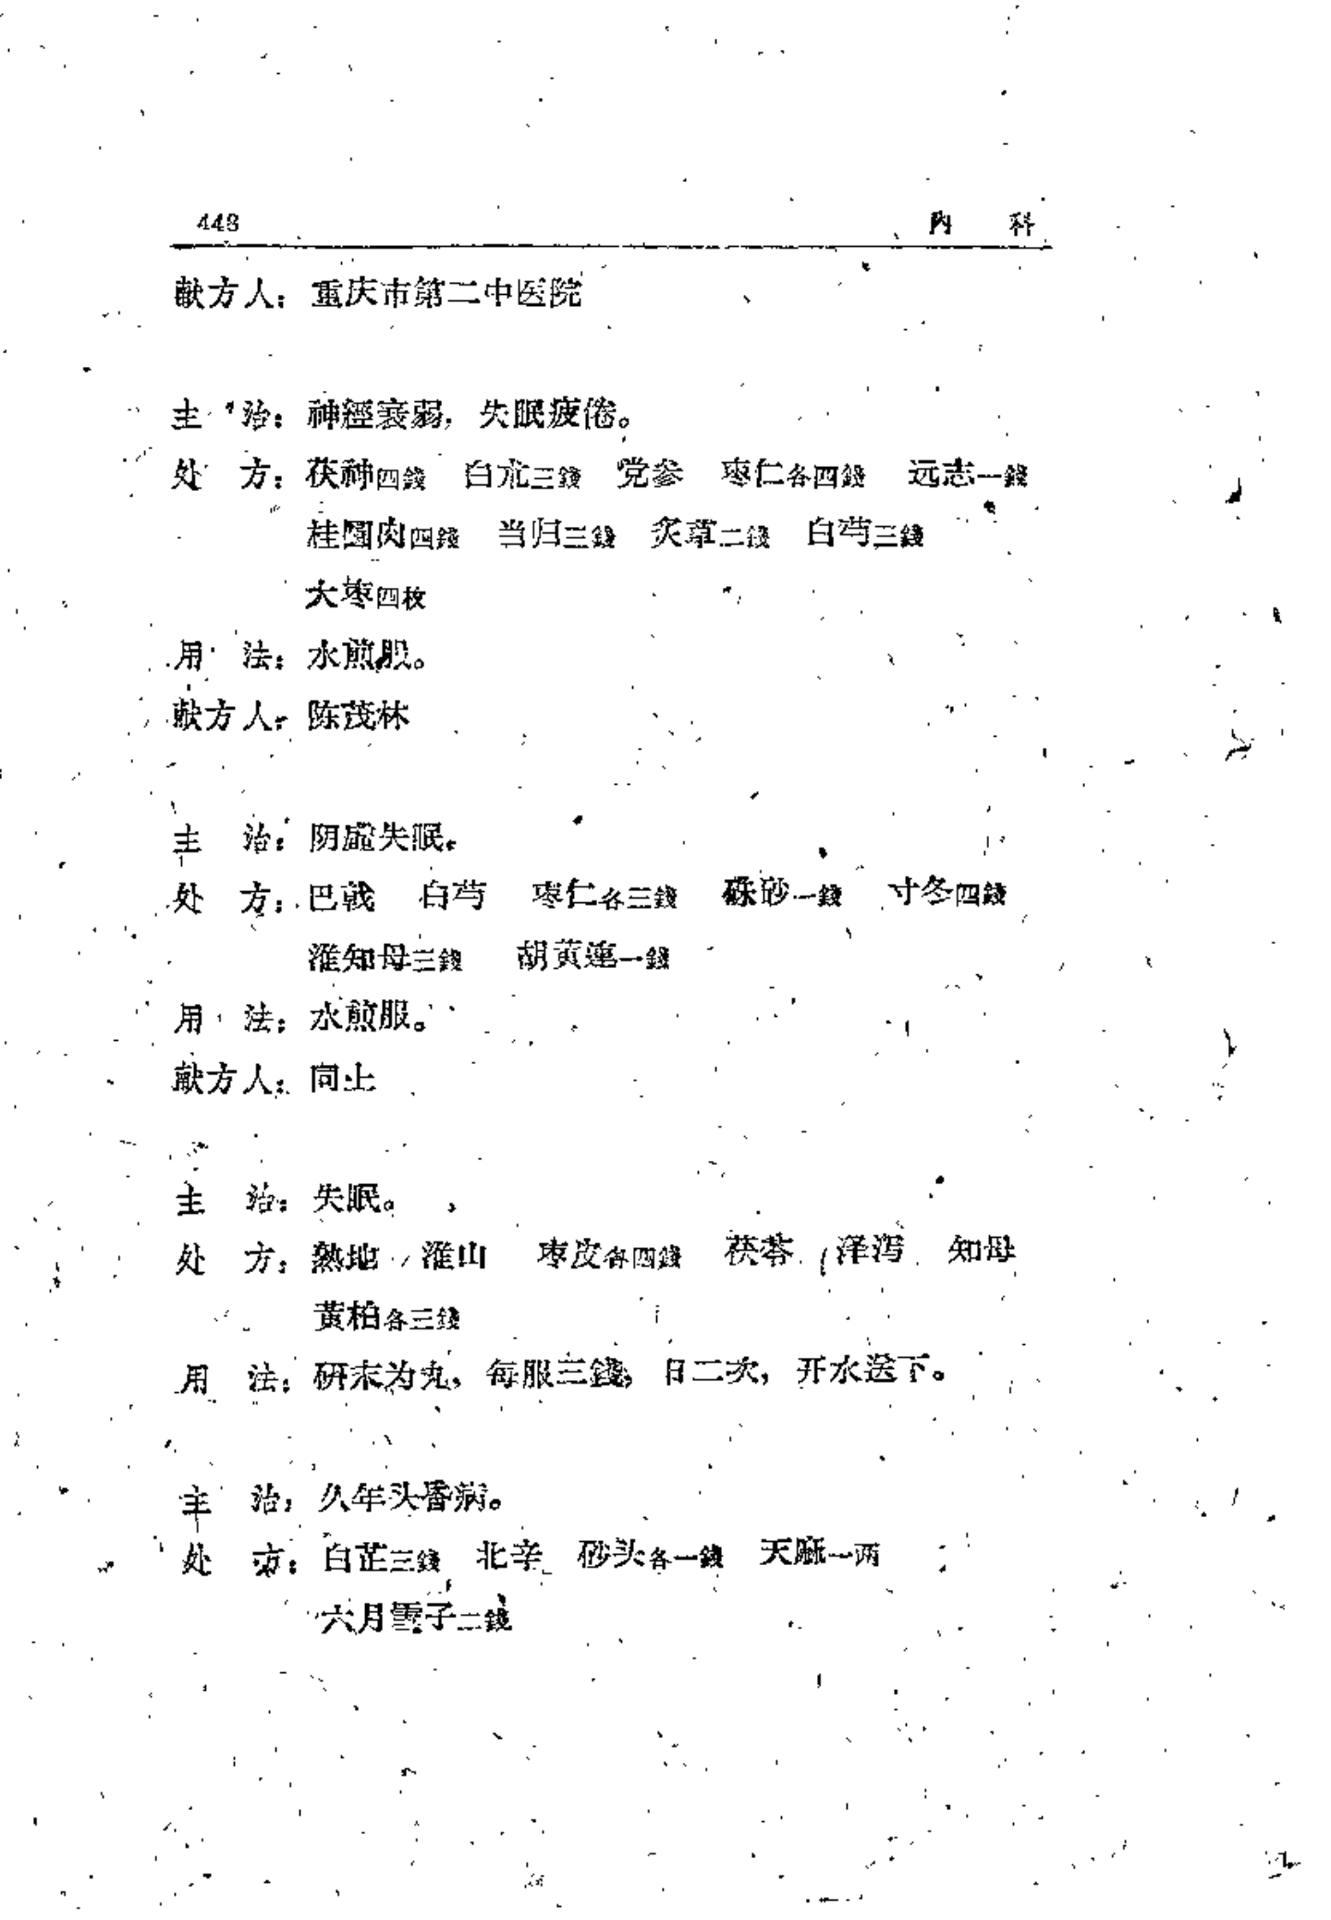 448 内 科
献方人：重庆市第二中医院
主 治：神經衰弱，失眠疲倦。
处 方：茯神四錢 白朮三錢 党参 枣仁各四錢 远志一錢
桂圓肉四錢 当归三錢 炙草二錢 白芍三錢
大枣四枚
用 法：水煎服。
献方人：陈茂林
主 治：阴虛失眠。
处 方：巴戟 白芍 枣仁各三錢 硃砂一錢 寸冬四錢
淮知母三錢 胡黄連一錢
用 法：水煎服。
献方人：同上
主 治：失眠。
处 方：熟地 淮山 枣皮各四錢 茯苓 泽泻 知母
黄柏各三錢
用 法：研末为丸，每服三錢，日二次，开水送下。
主 治：久年头昏病。
处 方：白芷三錢 北辛 砂头各一錢 天麻一两
六月雪子二錢